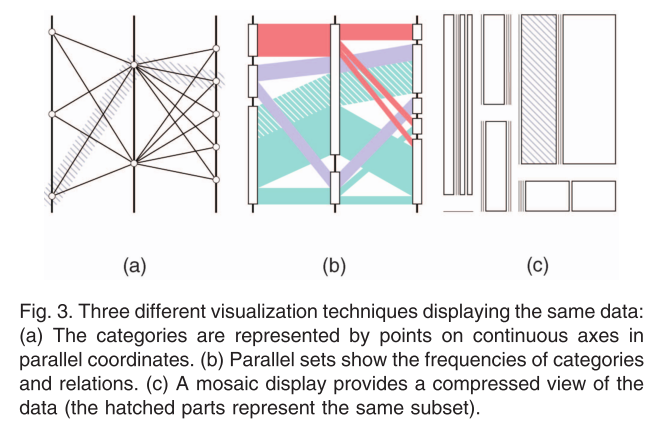 (a) (b) (c)
Fig. 3. Three different visualization techniques displaying the same data:
(a) The categories are represented by points on continuous axes in
parallel coordinates. (b) Parallel sets show the frequencies of categories
and relations. (c) A mosaic display provides a compressed view of the
data (the hatched parts represent the same subset).